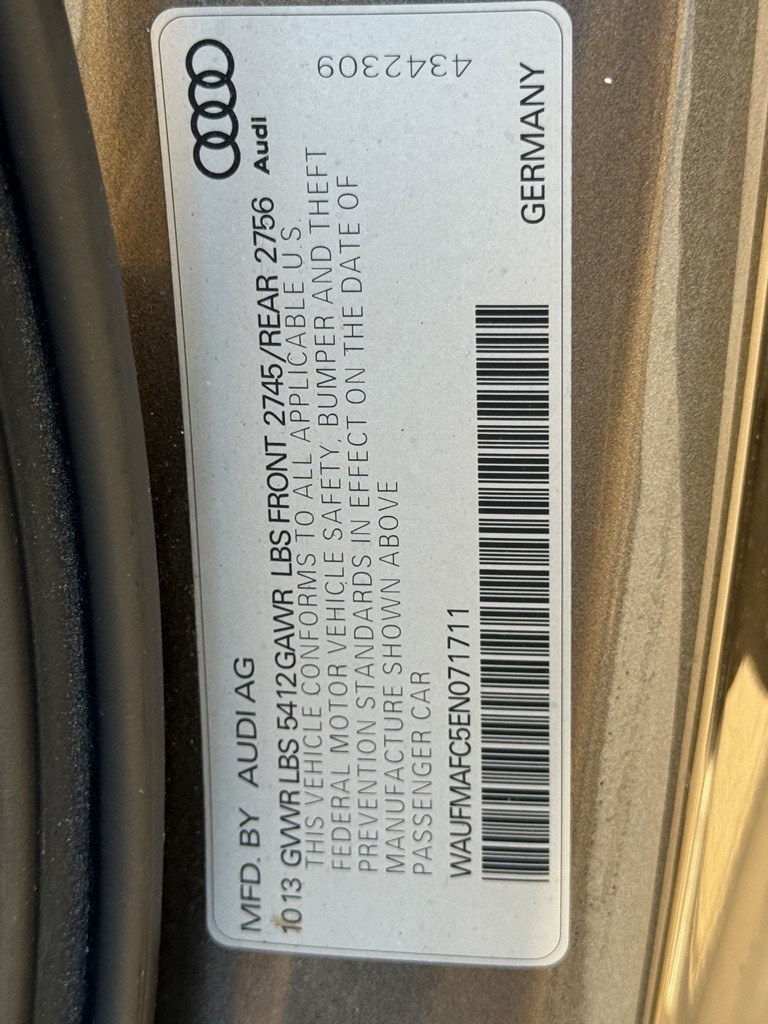 4342309
Audi
MFD. BY AUDI AG
10 13 GVWR LBS 5412 GAWR LBS FRONT 2745/REAR 2756
THIS VEHICLE CONFORMS TO ALL APPLICABLE U.S.
FEDERAL MOTOR VEHICLE SAFETY, BUMPER AND THEFT
PREVENTION STANDARDS IN EFFECT ON THE DATE OF
MANUFACTURE SHOWN ABOVE
PASSENGER CAR
WAUFMAFC5EN071711
GERMANY